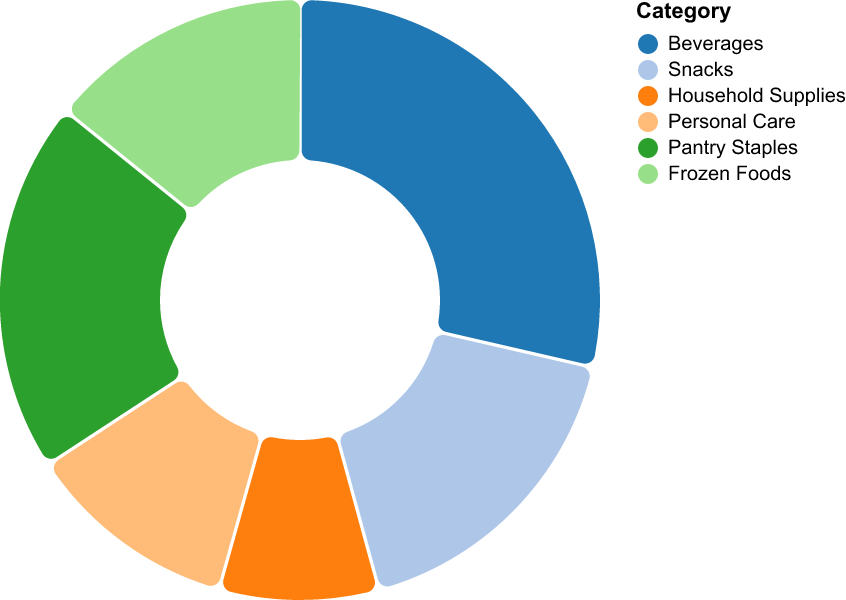 Category
Beverages
Snacks
Household Supplies
Personal Care
Pantry Staples
Frozen Foods